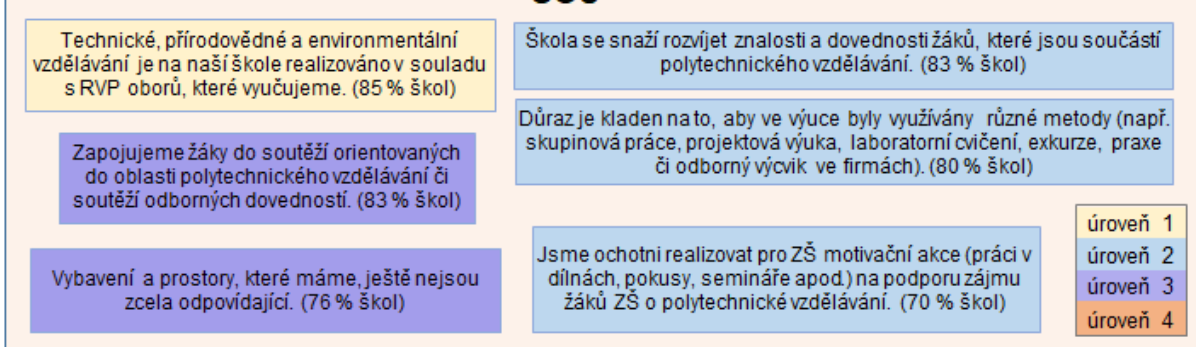 Technické, přírodovědné a environmentální
vzdělávání je na naší škole realizováno v souladu
s RVP oborů, které vyučujeme. (85 % škol)
Zapojujeme žáky do soutěží orientovaných
do oblasti polytechnického vzdělávání či
soutěží odborných dovedností. (83 % škol)
Vybavení a prostory, které máme, ještě nejsou
zcela odpovídající. (76 % škol)
Škola se snaží rozvíjet znalosti a dovednosti žáků, které jsou součástí
polytechnického vzdělávání. (83 % škol)
Důraz je kladen na to, aby ve výuce byly využívány různé metody (např.
skupinová práce, projektová výuka, laboratorní cvičení, exkurze, praxe
či odborný výcvik ve firmách). (80 % škol)
Jsme ochotni realizovat pro ZŠ motivační akce (práci v
dílnách, pokusy, semináře apod.) na podporu zájmu
žáků ZŠ o polytechnické vzdělávání. (70 % škol)
úroveň 1
úroveň 2
úroveň 3
úroveň 4